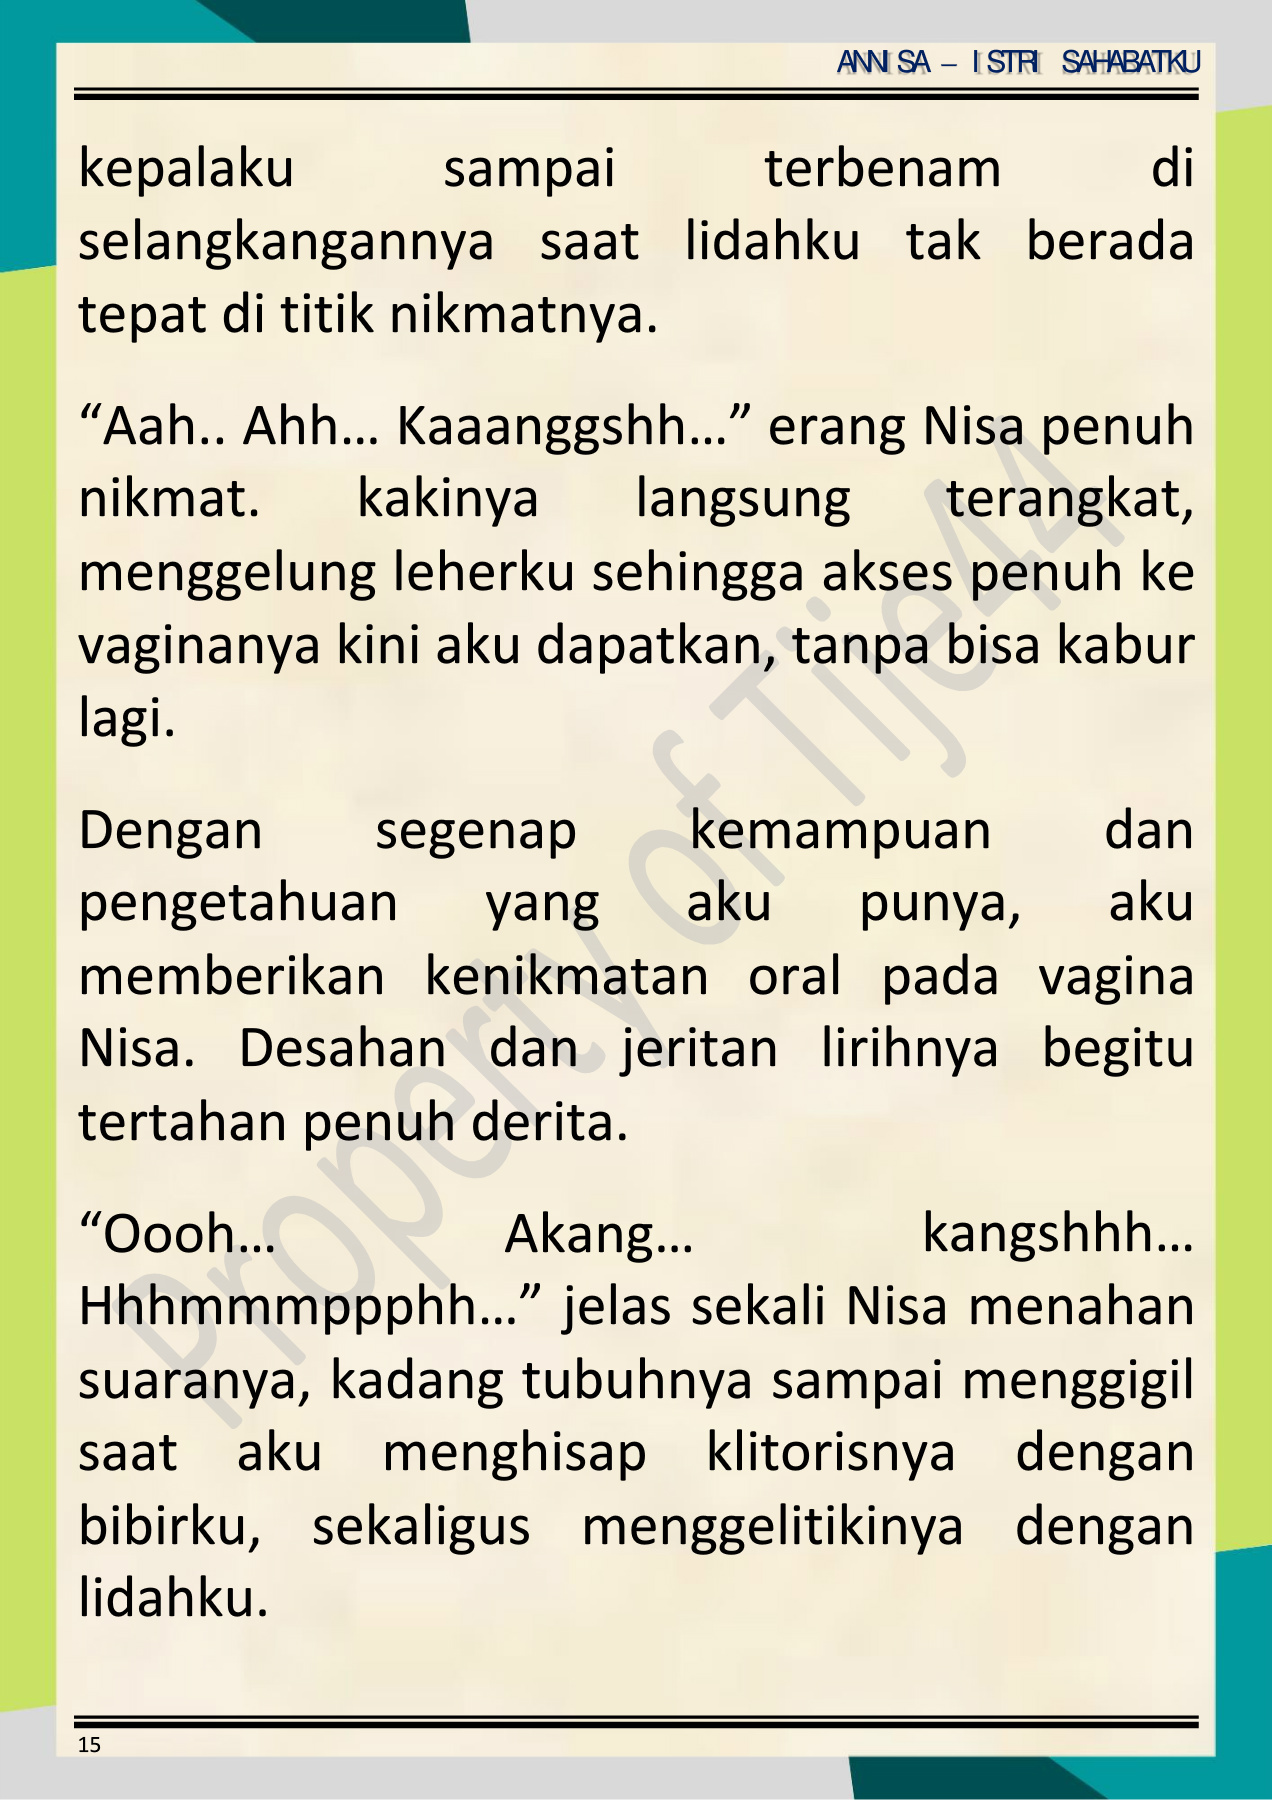 ANNISA – ISTRI SAHABATKU
kepalaku sampai terbenam di
selangkangannya saat lidahku tak berada
tepat di titik nikmatnya.
“Aah.. Ahh… Kaaanggshh…” erang Nisa penuh
nikmat. kakinya langsung terangkat,
menggelung leherku sehingga akses penuh ke
vaginanya kini aku dapatkan, tanpa bisa kabur
lagi.
Dengan segenap kemampuan dan
pengetahuan yang aku punya, aku
memberikan kenikmatan oral pada vagina
Nisa. Desahan dan jeritan lirihnya begitu
tertahan penuh derita.
“Oooh… Akang… kangshhh…
Hhhmmmppphh…” jelas sekali Nisa menahan
suaranya, kadang tubuhnya sampai menggigil
saat aku menghisap klitorisnya dengan
bibirku, sekaligus menggelitikinya dengan
lidahku.
15
Property of Tije44